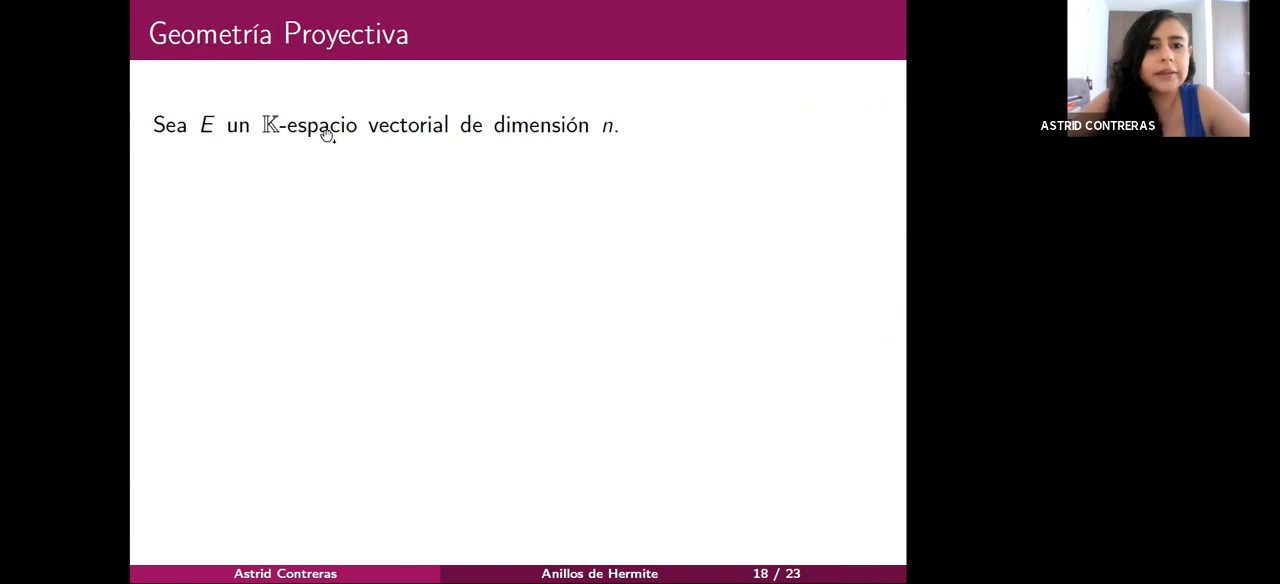 Geometría Proyectiva
Sea E un 𝕂-espacio vectorial de dimensión n.
ASTRID CONTRERAS
Astrid Contreras Anillos de Hermite 18 / 23